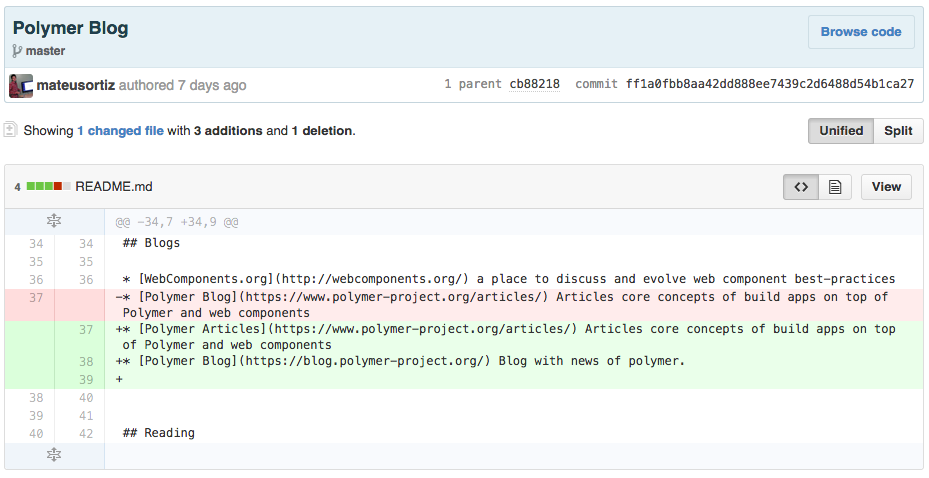 Polymer Blog
Browse code
master
mateusortiz authored 7 days ago 1 parent cb88218 commit ff1a0fbb8aa42dd888ee7439c2d6488d54b1ca27
Showing 1 changed file with 3 additions and 1 deletion. Unified Split
4 README.md <> View
@@ -34,7 +34,9 @@
34 34 ## Blogs
35 35
36 36 * [WebComponents.org](http://webcomponents.org/) a place to discuss and evolve web component best-practices
37 -* [Polymer Blog](https://www.polymer-project.org/articles/) Articles core concepts of build apps on top of
Polymer and web components
37 +* [Polymer Articles](https://www.polymer-project.org/articles/) Articles core concepts of build apps on top
of Polymer and web components
38 +* [Polymer Blog](https://blog.polymer-project.org/) Blog with news of polymer.
39 +
38 40
39 41
40 42 ## Reading